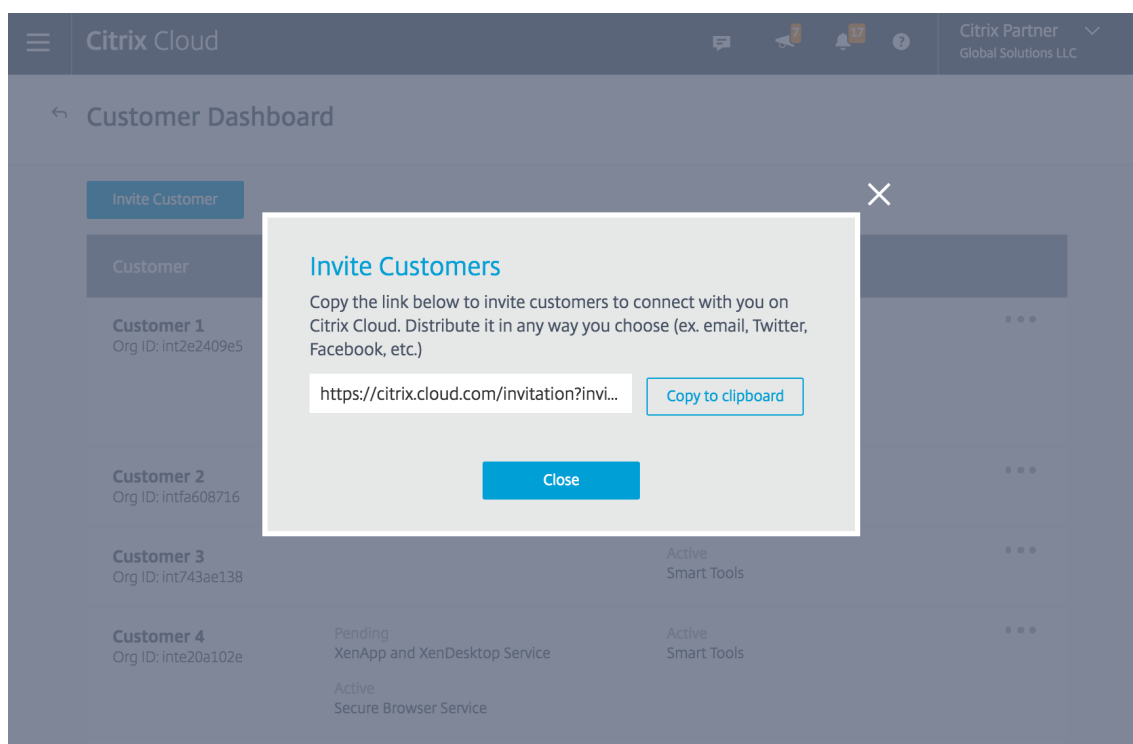 Citrix Cloud
7
17
?
Citrix Partner
Global Solutions LLC
Customer Dashboard
Invite Customer
Customer
Invite Customers
Copy the link below to invite customers to connect with you on
Citrix Cloud. Distribute it in any way you choose (ex. email, Twitter,
Facebook, etc.)
https://citrix.cloud.com/invitation?invi...
Copy to clipboard
Close
Customer 1
Org ID: int2e2409e5
Customer 2
Org ID: intfa608716
Customer 3
Org ID: int743ae138
Active
Smart Tools
Customer 4
Org ID: inte20a102e
Pending
XenApp and XenDesktop Service
Active
Secure Browser Service
Active
Smart Tools